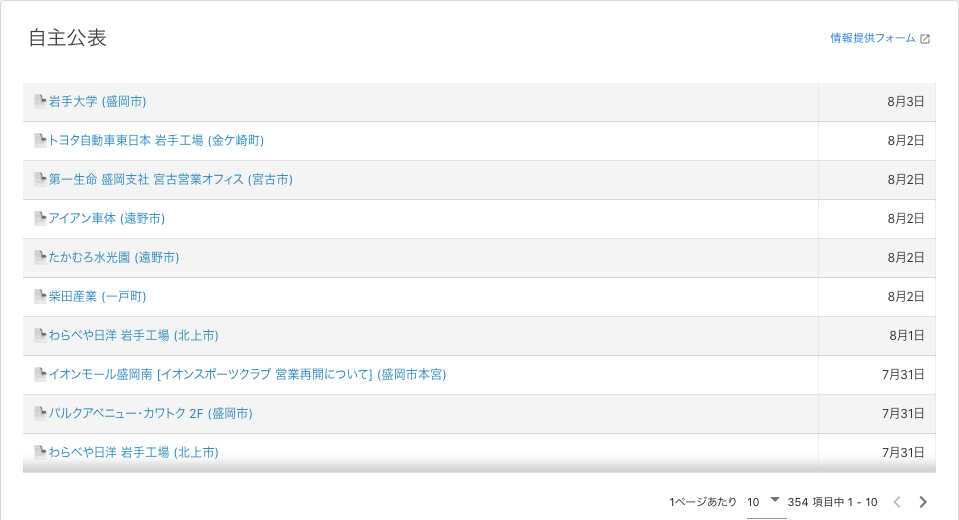 自主公表
情報提供フォーム
岩手大学 (盛岡市) 8月3日
トヨタ自動車東日本 岩手工場 (金ケ崎町) 8月2日
第一生命 盛岡支社 宮古営業オフィス (宮古市) 8月2日
アイアン車体 (遠野市) 8月2日
たかむろ水光園 (遠野市) 8月2日
柴田産業 (一戸町) 8月2日
わらべや日洋 岩手工場 (北上市) 8月1日
イオンモール盛岡南 [イオンスポーツクラブ 営業再開について] (盛岡市本宮) 7月31日
パルクアベニュー・カワトク 2F (盛岡市) 7月31日
わらべや日洋 岩手工場 (北上市) 7月31日
1ページあたり 10 354 項目中 1 - 10